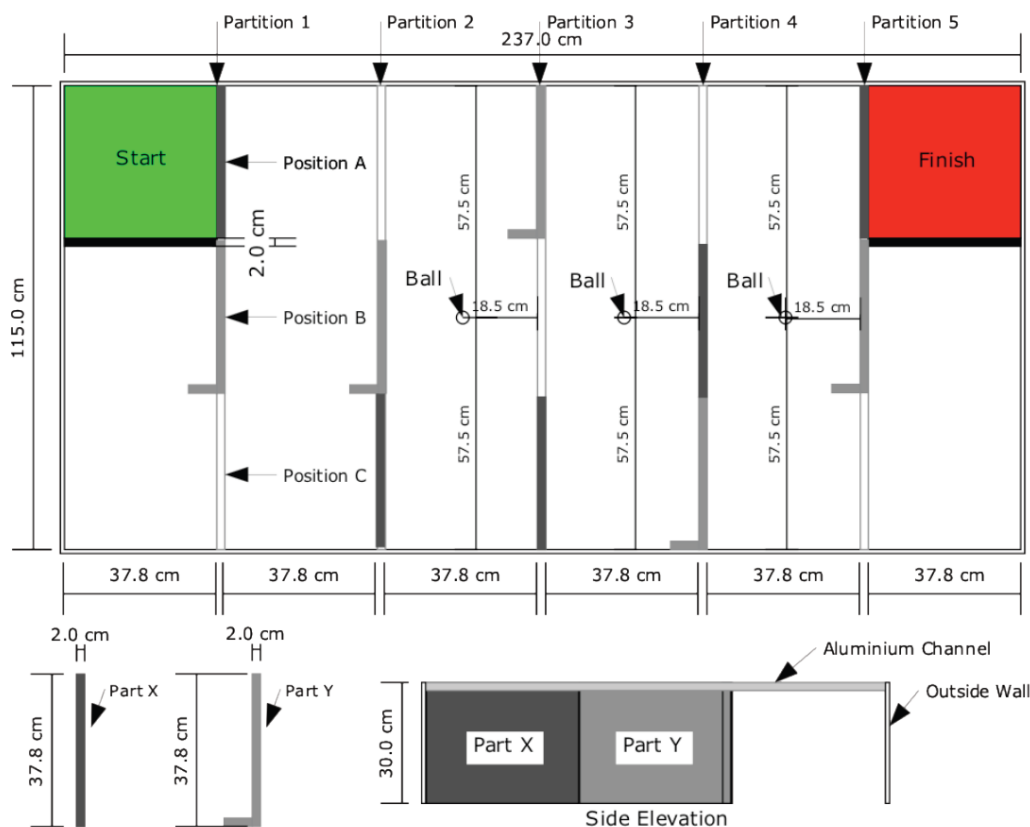 Partition 1
Partition 2
Partition 3
Partition 4
Partition 5
237.0 cm
Start
Finish
Position A
57.5 cm
57.5 cm
57.5 cm
2.0 cm
Ball
Ball
Ball
18.5 cm
18.5 cm
18.5 cm
Position B
115.0 cm
57.5 cm
57.5 cm
57.5 cm
Position C
37.8 cm
37.8 cm
37.8 cm
37.8 cm
37.8 cm
37.8 cm
2.0 cm
2.0 cm
Part X
Part Y
37.8 cm
37.8 cm
Aluminium Channel
Outside Wall
30.0 cm
Part X
Part Y
Side Elevation